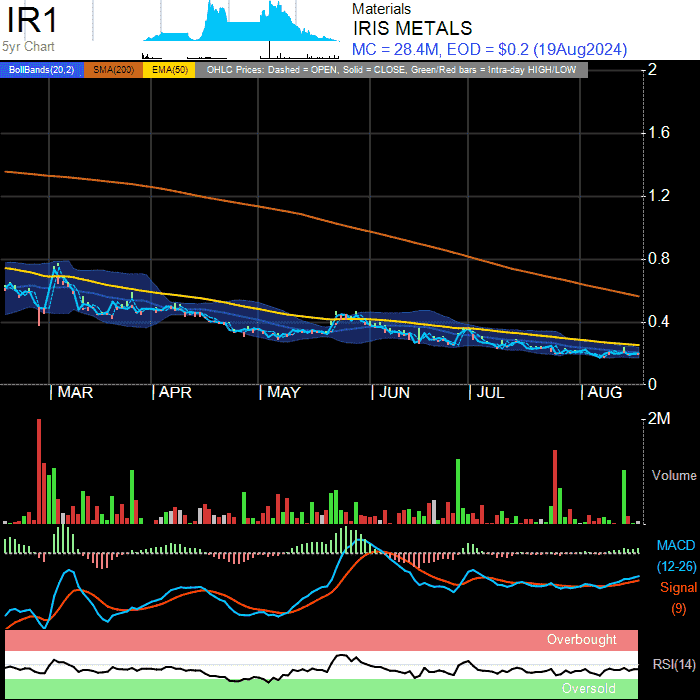 IR1
5yr Chart
Materials
IRIS METALS
MC = 28.4M, EOD = $0.2 (19Aug2024)
BollBands(20,2) SMA(200) EMA(50) OHLC Prices: Dashed = OPEN, Solid = CLOSE, Green/Red bars = Intra-day HIGH/LOW
2
1.6
1.2
0.8
0.4
0
MAR APR MAY JUN JUL AUG
2M
Volume
MACD
(12-26)
Signal
(9)
Overbought
RSI(14)
Oversold